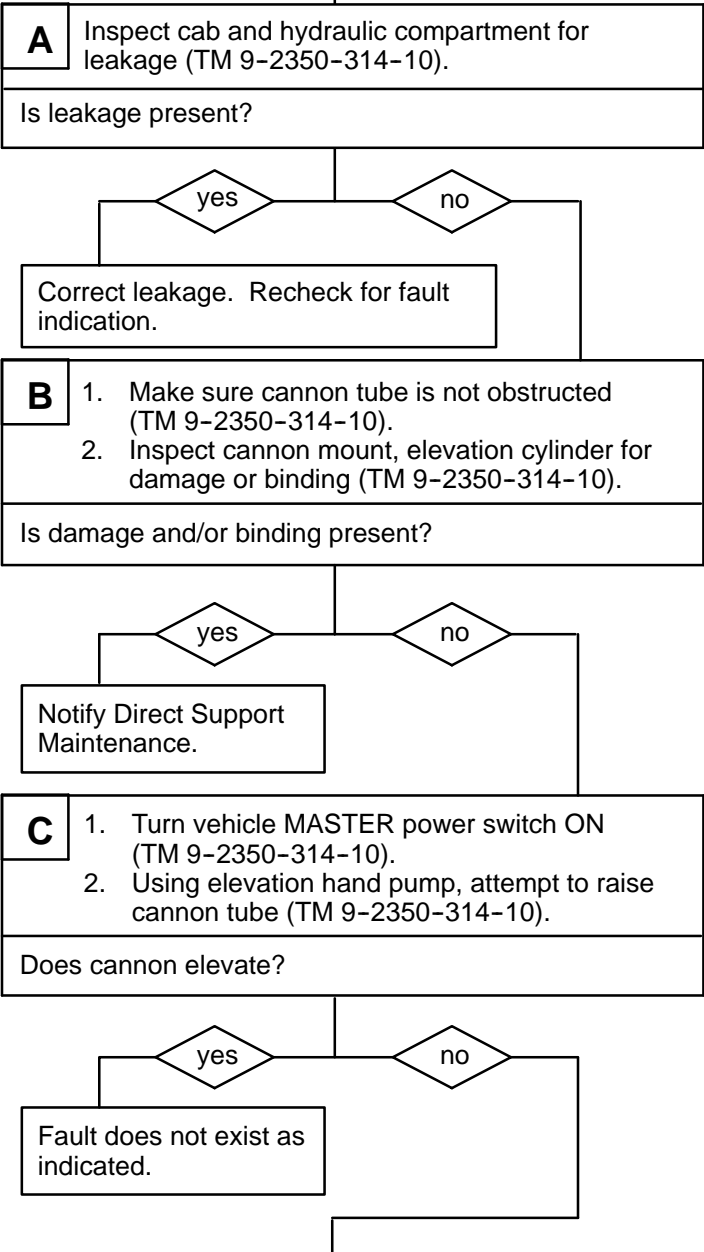 A
Inspect cab and hydraulic compartment for
leakage (TM 9-2350-314-10).
Is leakage present?
yes
no
Correct leakage.  Recheck for fault
indication.
B
1. Make sure cannon tube is not obstructed
(TM 9-2350-314-10).
2. Inspect cannon mount, elevation cylinder for
damage or binding (TM 9-2350-314-10).
Is damage and/or binding present?
yes
no
Notify Direct Support
Maintenance.
C
1. Turn vehicle MASTER power switch ON
(TM 9-2350-314-10).
2. Using elevation hand pump, attempt to raise
cannon tube (TM 9-2350-314-10).
Does cannon elevate?
yes
no
Fault does not exist as
indicated.